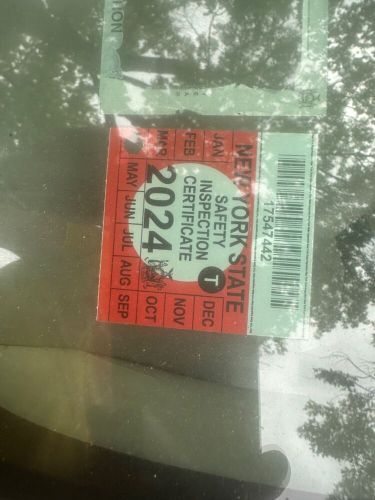 17547442
NEW YORK STATE
JAN SAFETY T DEC
FEB INSPECTION NOV
CERTIFICATE
MAR 2024 OCT
MAY JUN JUL AUG SEP